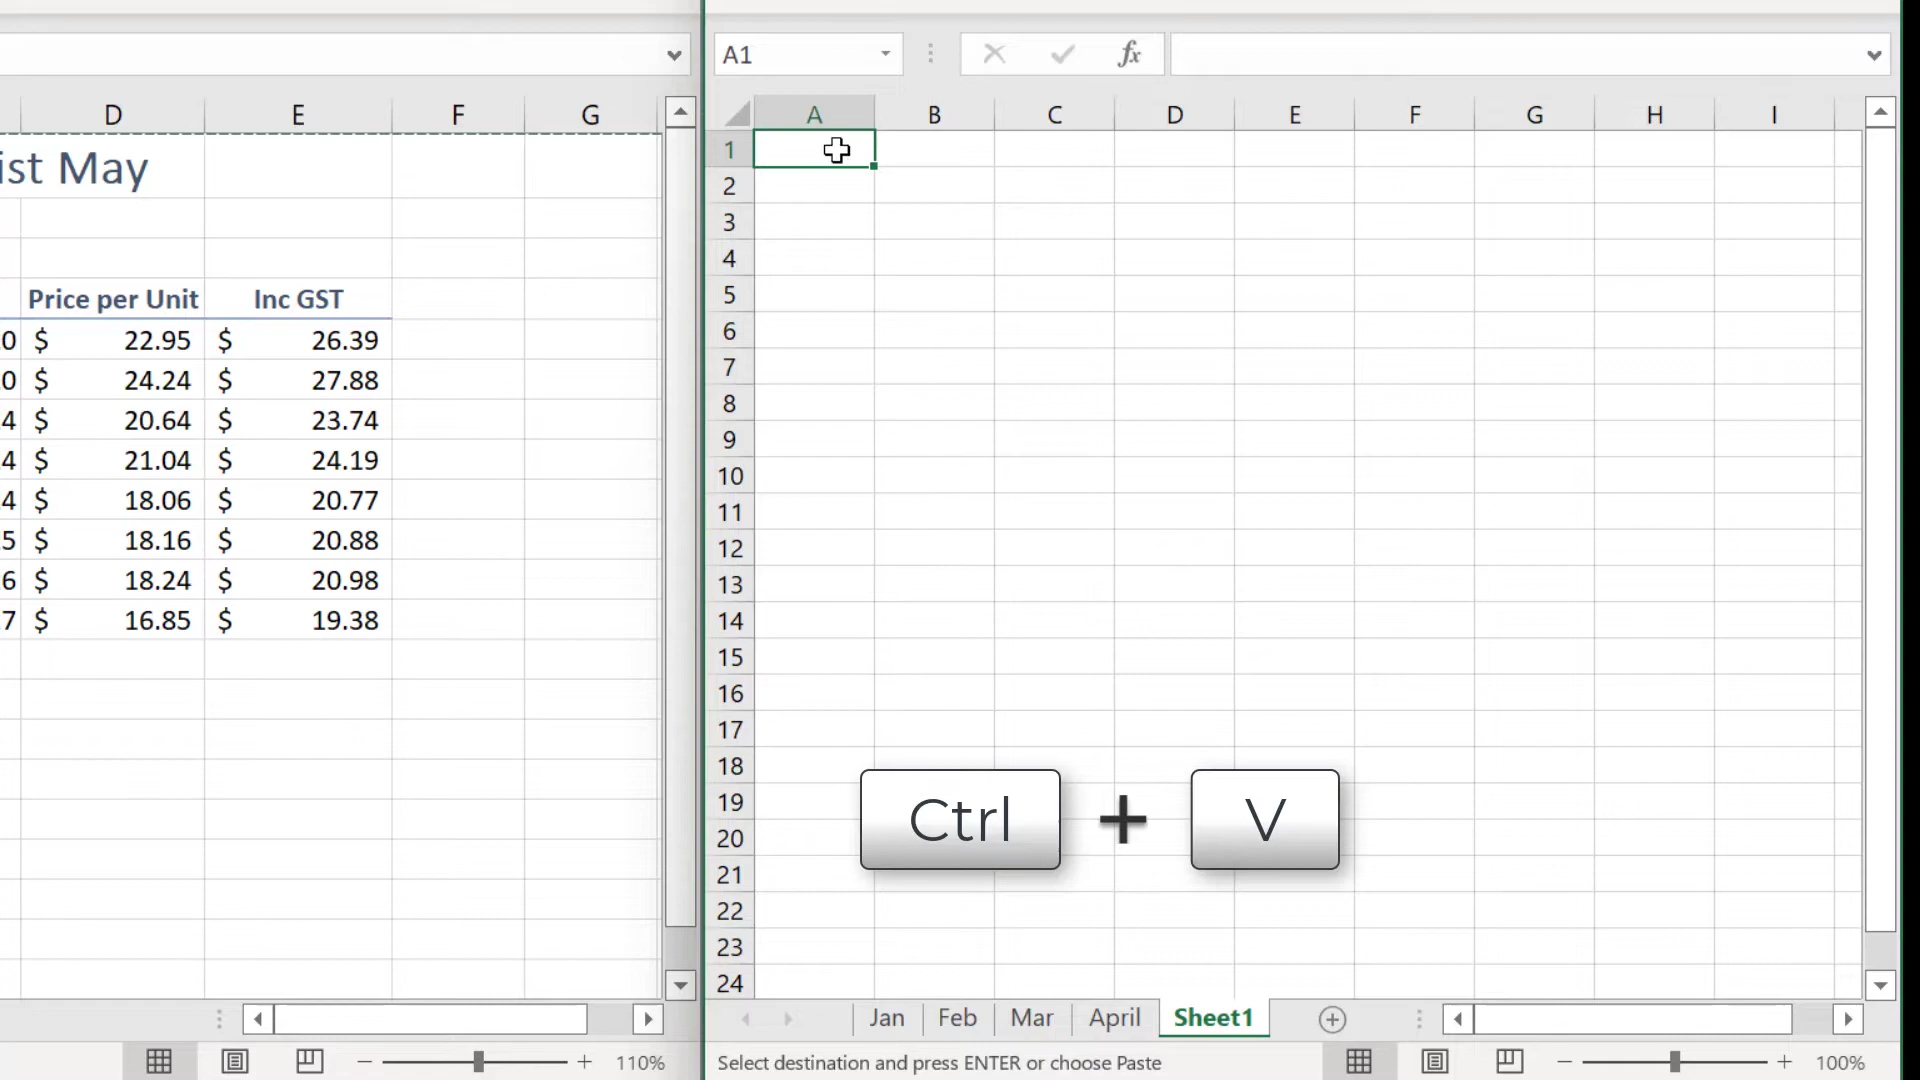 A1
fx
D E F G
A B C D E F G H I
ist May
Price per Unit Inc GST
0 $ 22.95 $ 26.39
0 $ 24.24 $ 27.88
4 $ 20.64 $ 23.74
4 $ 21.04 $ 24.19
4 $ 18.06 $ 20.77
5 $ 18.16 $ 20.88
6 $ 18.24 $ 20.98
7 $ 16.85 $ 19.38
1
2
3
4
5
6
7
8
9
10
11
12
13
14
15
16
17
18
19
20
21
22
23
24
Ctrl + V
Jan Feb Mar April Sheet1
110%
Select destination and press ENTER or choose Paste
100%